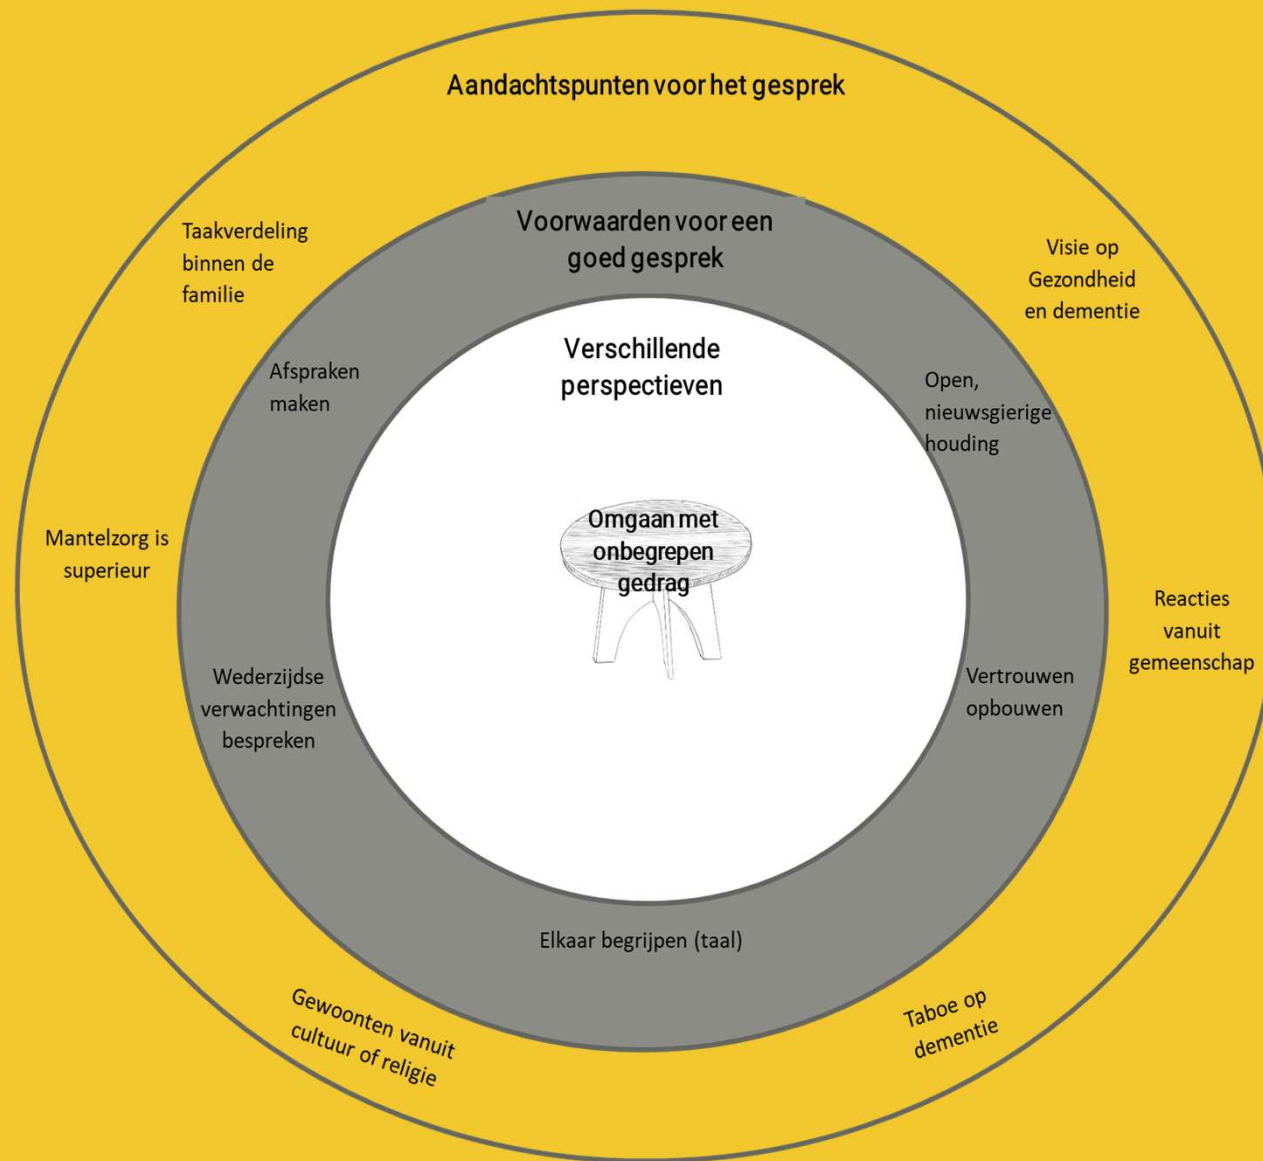 Aandachtspunten voor het gesprek
Voorwaarden voor een
goed gesprek
Verschillende
perspectieven
Omgaan met
onbegrepen
gedrag
Taakverdeling
binnen de
familie
Visie op
Gezondheid
en dementie
Afspraken
maken
Open,
nieuwsgierige
houding
Mantelzorg is
superieur
Reacties
vanuit
gemeenschap
Wederzijdse
verwachtingen
bespreken
Vertrouwen
opbouwen
Elkaar begrijpen (taal)
Gewoonten vanuit
cultuur of religie
Taboe op
dementie